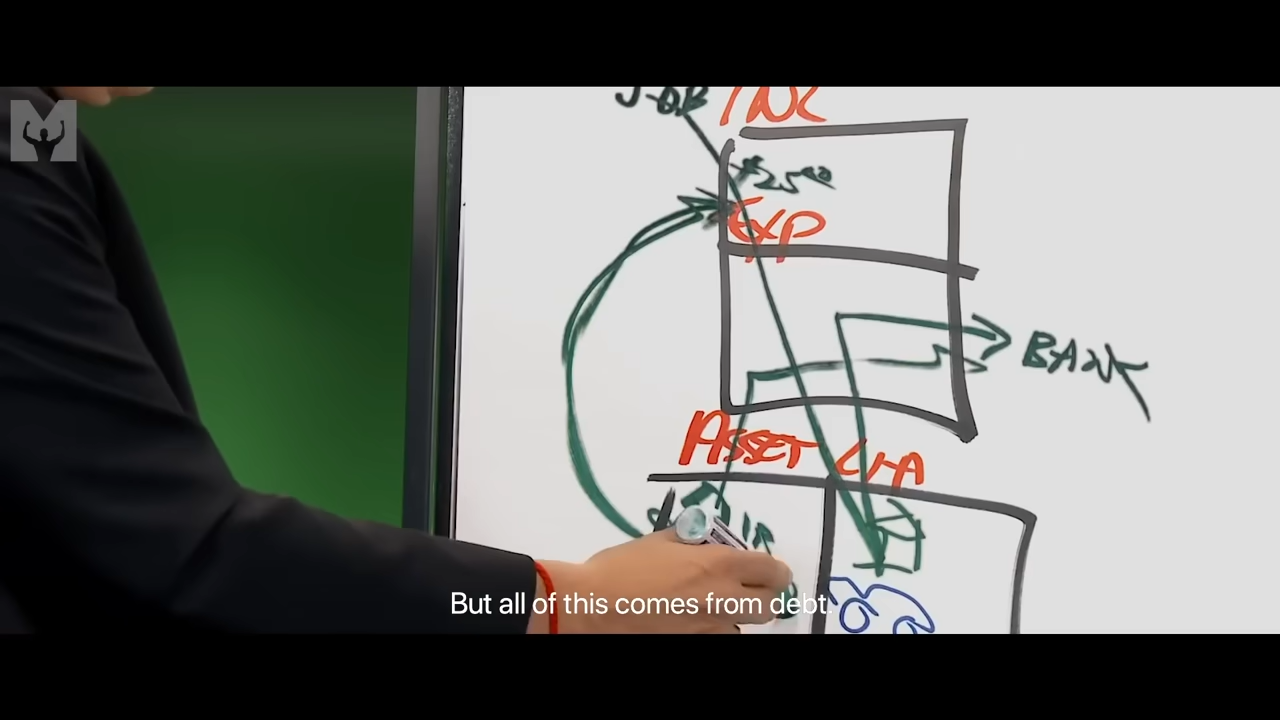 JOB INC
$2500
EXP
BANK
ASSET LIA
But all of this comes from debt.